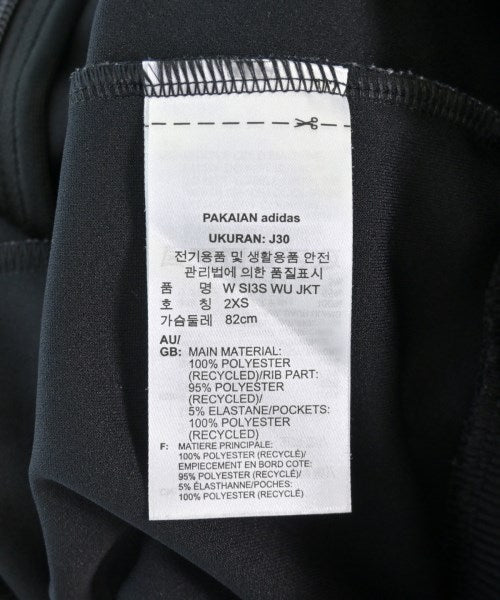 PAKAIAN adidas
UKURAN: J30
전기용품 및 생활용품 안전
관리법에 의한 품질표시
품 명 W SI3S WU JKT
호 칭 2XS
가슴둘레 82cm
AU/
GB: MAIN MATERIAL:
100% POLYESTER
(RECYCLED)/RIB PART:
95% POLYESTER
(RECYCLED)/
5% ELASTANE/POCKETS:
100% POLYESTER
(RECYCLED)
F: MATIERE PRINCIPALE:
100% POLYESTER (RECYCLÉ)/
EMPIECEMENT EN BORD COTE:
95% POLYESTER (RECYCLÉ)/
5% ÉLASTHANNE/POCHES:
100% POLYESTER (RECYCLÉ)